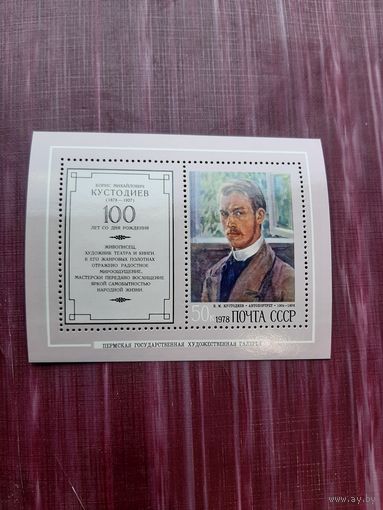 БОРИС МИХАЙЛОВИЧ
КУСТОДИЕВ
(1878 — 1927)
100
ЛЕТ СО ДНЯ РОЖДЕНИЯ
ЖИВОПИСЕЦ,
ХУДОЖНИК ТЕАТРА И КНИГИ.
В ЕГО ЖАНРОВЫХ ПОЛОТНАХ
ОТРАЖЕНО РАДОСТНОЕ
МИРООЩУЩЕНИЕ,
МАСТЕРСКИ ПЕРЕДАНО ВОСХИЩЕНИЕ
ЯРКОЙ САМОБЫТНОСТЬЮ
НАРОДНОЙ ЖИЗНИ
Б. М. КУСТОДИЕВ • АВТОПОРТРЕТ •
50к 1978 ПОЧТА СССР
ПЕРМСКАЯ ГОСУДАРСТВЕННАЯ ХУДОЖЕСТВЕННАЯ ГАЛЕРЕЯ
ay.by